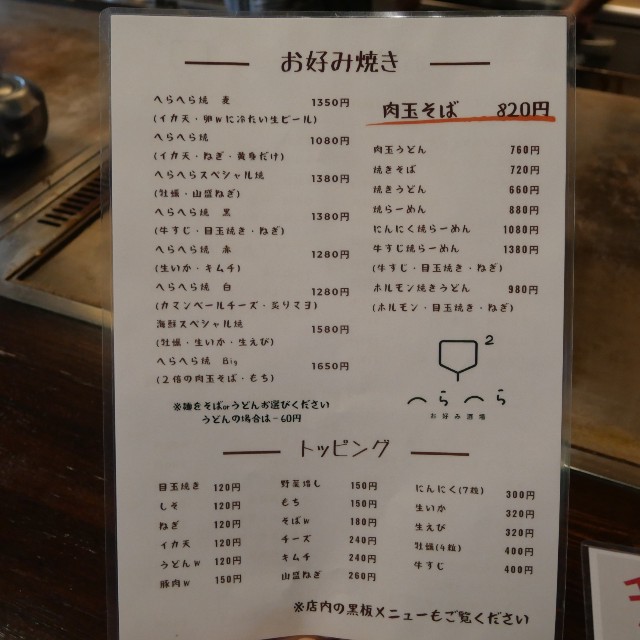 お好み焼き
へらへら焼 麦 1350円
(イカ天・卵wに冷たい生ビール)
へらへら焼 1080円
(イカ天・ねぎ・黄身だけ)
へらへらスペシャル焼 1380円
(牡蠣・山盛ねぎ)
へらへら焼 黒 1380円
(牛すじ・目玉焼き・ねぎ)
へらへら焼 赤 1280円
(生いか・キムチ)
へらへら焼 白 1280円
(カマンベールチーズ・炙りマヨ)
海鮮スペシャル焼 1580円
(牡蠣・生いか・生えび)
へらへら焼 Big 1650円
(2倍の肉玉そば・もち)
※麺をそばorうどんお選びください
うどんの場合は-60円
肉玉そば 820円
肉玉うどん 760円
焼きそば 720円
焼きうどん 660円
焼らーめん 880円
にんにく焼らーめん 1080円
牛すじ焼らーめん 1380円
(牛すじ・目玉焼き・ねぎ)
ホルモン焼きうどん 980円
(ホルモン・目玉焼き・ねぎ)
2
へらへら
お好み酒場
トッピング
目玉焼き 120円
しそ 120円
ねぎ 120円
イカ天 120円
うどんw 120円
豚肉w 150円
野菜増し 150円
もち 150円
そばw 180円
チーズ 240円
キムチ 240円
山盛ねぎ 260円
にんにく(7粒) 300円
生いか 320円
生えび 320円
牡蠣(4粒) 400円
牛すじ 400円
※店内の黒板メニューもご覧ください